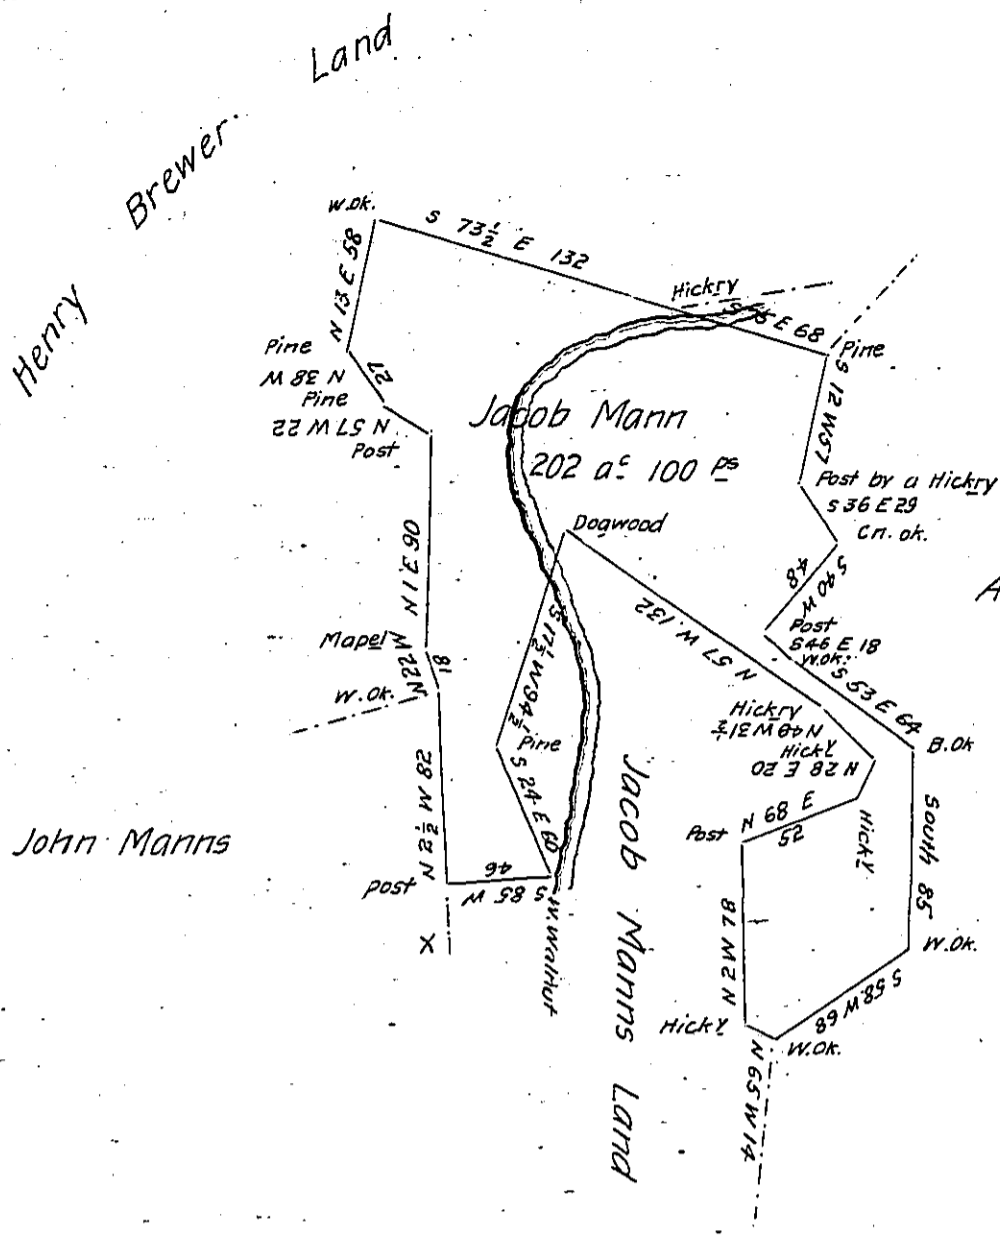 Henry Brewer Land
W.Ok.
S 73½ E 132
N 13 E 58
Hickry
S 75 E 68
Pine
Pine
N 38 W 27
Pine
N 57 W 22
Post
S 12 W 57
Jacob Mann
202 aᶜ 100 pˢ
Post by a Hickry
S 36 E 29
Cn. ok.
Dogwood
N 1 E 90
S 40 W 48
A
Post
S 46 E 18
W.Ok.
S 53 E 64
B.Ok
Mapel
N 22 W 18
W.Ok.
S 17½ W 94½
N 57 W 132
Hickry
N 48 W 31½
Hicky
N 28 E 20
Pine
S 24 E 60
N 2½ W 82
Hicky
South 85
Post
N 68 E 52
John Manns
Post
S 85 W 46
W. Walnut
X
Jacob Manns Land
N 2 W 78
W.Ok.
S 58 W 68
Hicky
W.Ok.
N 65 W 14